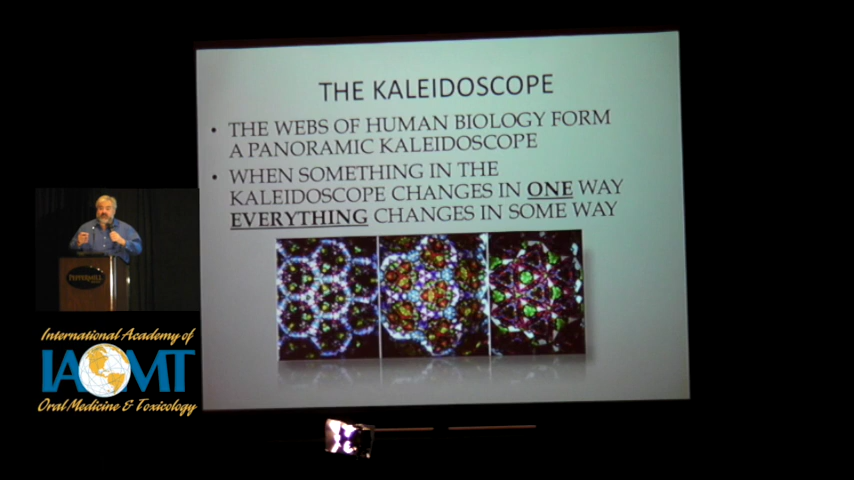 THE KALEIDOSCOPE
• THE WEBS OF HUMAN BIOLOGY FORM
A PANORAMIC KALEIDOSCOPE
• WHEN SOMETHING IN THE
KALEIDOSCOPE CHANGES IN ONE WAY
EVERYTHING CHANGES IN SOME WAY
International Academy of
IAOMT
Oral Medicine & Toxicology